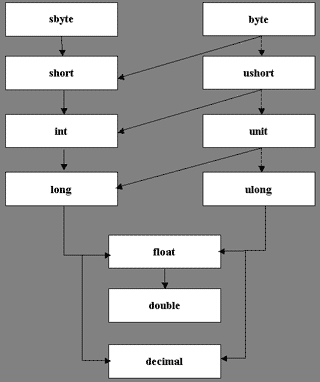 sbyte
byte
short
ushort
int
unit
long
ulong
float
double
decimal